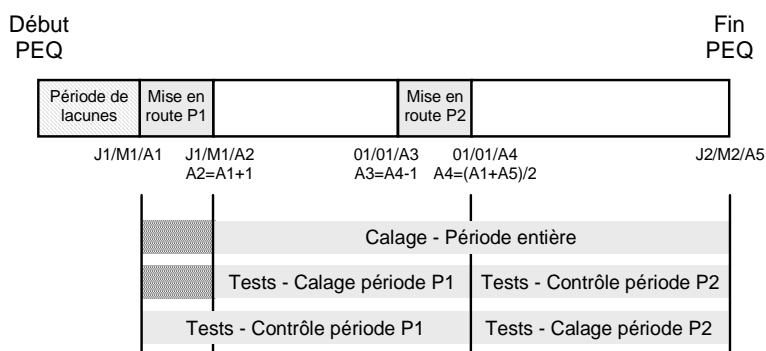 Début
PEQ
Fin
PEQ
Période de
lacunes
Mise en
route P1
Mise en
route P2
J1/M1/A1
J1/M1/A2
A2=A1+1
01/01/A3
A3=A4-1
01/01/A4
A4=(A1+A5)/2
J2/M2/A5
Calage - Période entière
Tests - Calage période P1
Tests - Contrôle période P2
Tests - Contrôle période P1
Tests - Calage période P2